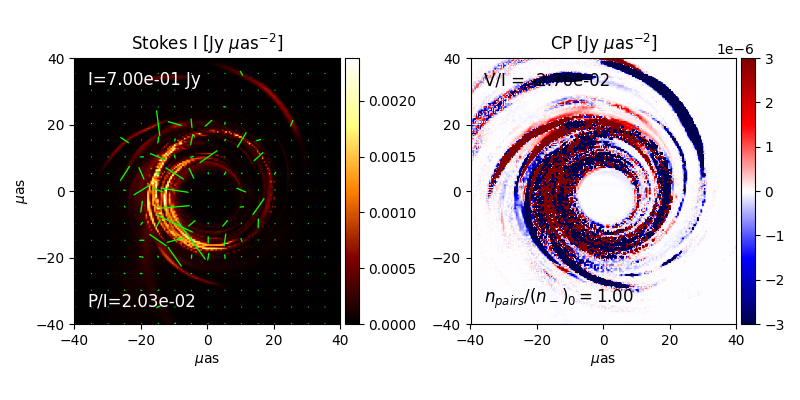 Stokes I [Jy μas⁻²]
I=7.00e-01 Jy
P/I=2.03e-02
40
20
0
−20
−40
μas
−40 −20 0 20 40
μas
0.0020
0.0015
0.0010
0.0005
0.0000
CP [Jy μas⁻²]
V/I =
n_pairs/(n_−)_0 = 1.00
40
20
0
−20
−40
−40 −20 0 20 40
μas
1e−6
3
2
1
0
−1
−2
−3